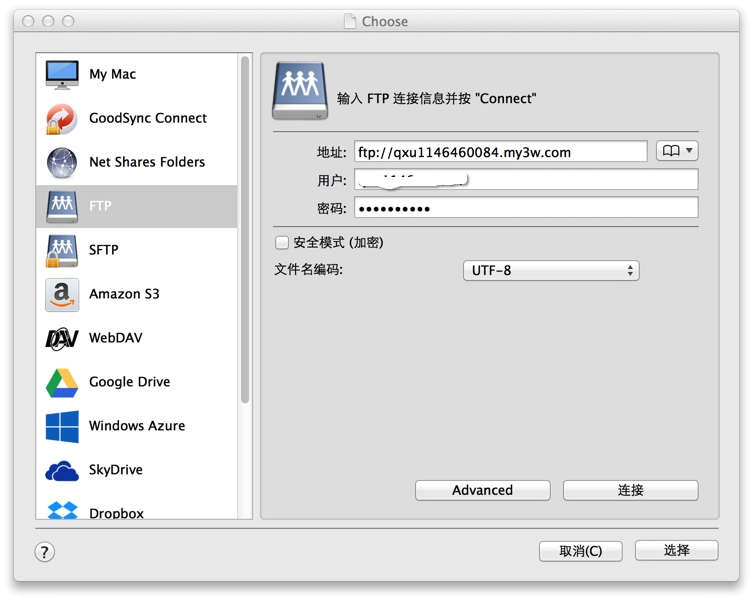 Choose
My Mac
GoodSync Connect
Net Shares Folders
FTP
SFTP
Amazon S3
WebDAV
Google Drive
Windows Azure
SkyDrive
Dropbox
输入 FTP 连接信息并按 "Connect"
地址: ftp://qxu1146460084.my3w.com
用户:
密码: ••••••••••
安全模式 (加密)
文件名编码: UTF-8
Advanced 连接
? 取消(C) 选择